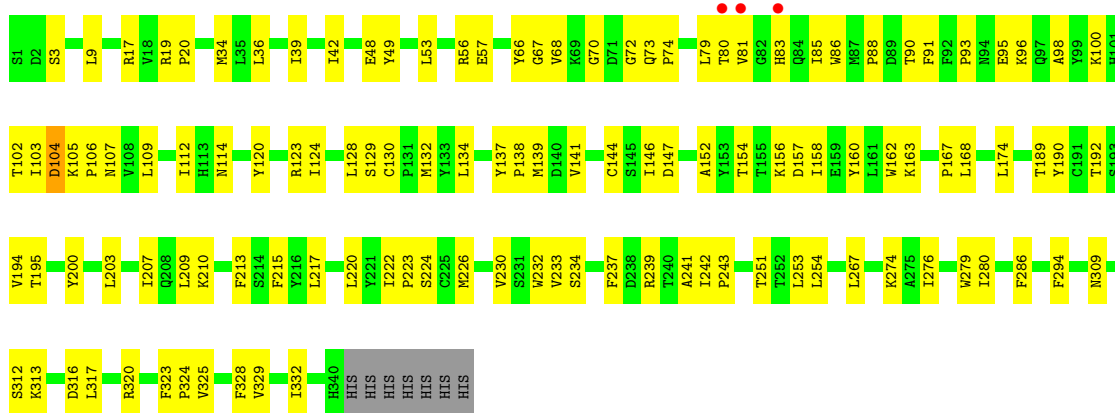 S1 D2 S3 L9 R17 V18 R19 P20 M34 L35 L36 I39 I42 E48 Y49 L53 R56 E57 Y66 G67 V68 K69 G70 D71 G72 Q73 P74 L79 T80 V81 G82 H83 Q84 I85 W86 M87 P88 D89 T90 F91 F92 P93 N94 E95 K96 Q97 A98 Y99 K100 H101
T102 I103 D104 K105 P106 N107 V108 L109 I112 H113 N114 Y120 R123 I124 L128 S129 C130 P131 M132 Y133 L134 Y137 P138 M139 D140 V141 C144 S145 I146 D147 A152 Y153 T154 T155 K156 D157 I158 E159 Y160 L161 W162 K163 P167 L168 L174 T189 Y190 C191 T192 S193
V194 T195 Y200 L203 I207 Q208 L209 K210 F213 S214 F215 Y216 L217 L220 Y221 I222 P223 S224 C225 M226 V230 S231 W232 V233 S234 F237 D238 R239 T240 A241 I242 P243 T251 T252 L253 L254 L267 K274 A275 I276 W279 I280 F286 F294 N309
S312 K313 D316 L317 R320 F323 P324 V325 F328 V329 I332 H340 HIS HIS HIS HIS SER HIS HIS